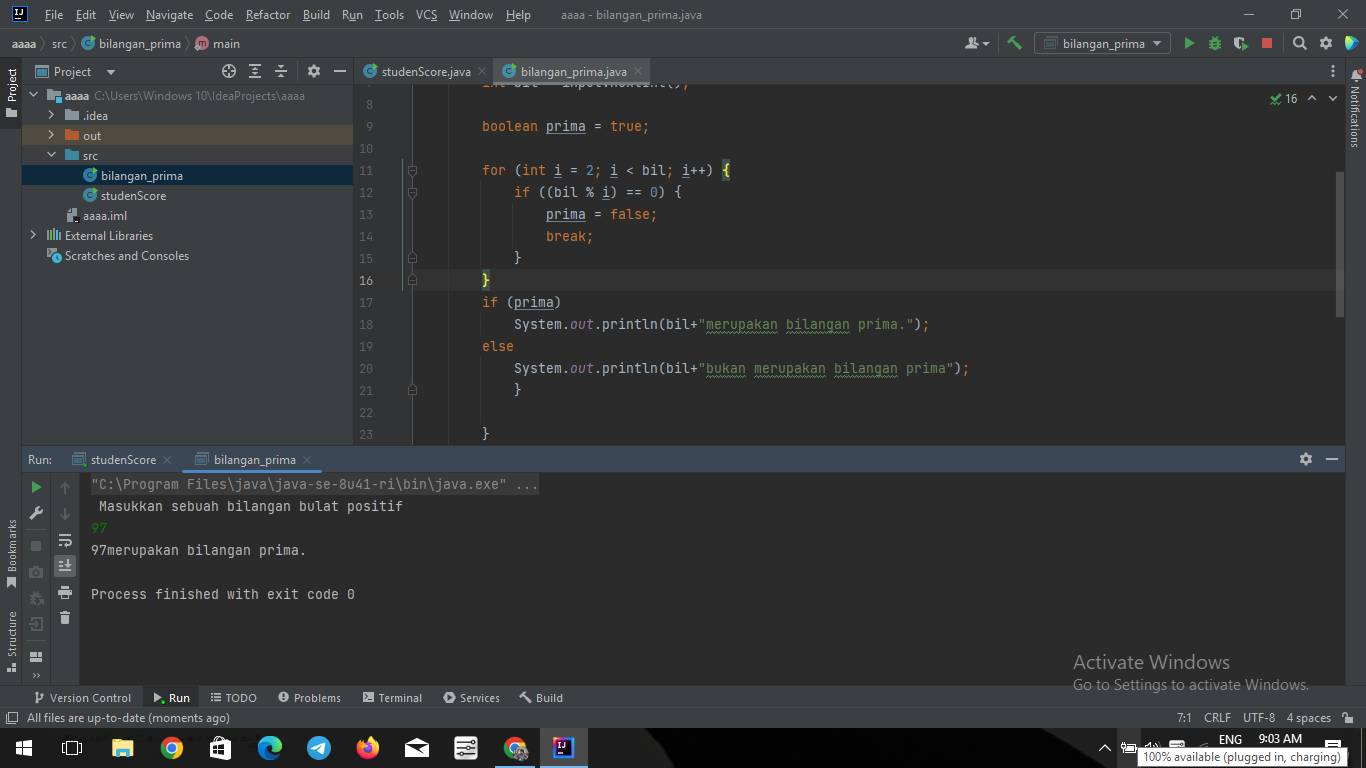 File Edit View Navigate Code Refactor Build Run Tools VCS Window Help aaaa - bilangan_prima.java
aaaa src bilangan_prima main
bilangan_prima
Project
studenScore.java
bilangan_prima.java
aaaa C:\Users\Windows 10\IdeaProjects\aaaa
.idea
out
src
bilangan_prima
studenScore
aaaa.iml
External Libraries
Scratches and Consoles
16
8
9 boolean prima = true;
10
11 for (int i = 2; i < bil; i++) {
12 if ((bil % i) == 0) {
13 prima = false;
14 break;
15 }
16 }
17 if (prima)
18 System.out.println(bil+"merupakan bilangan prima.");
19 else
20 System.out.println(bil+"bukan merupakan bilangan prima");
21 }
22
23 }
Project
Notifications
Bookmarks
Structure
Run: studenScore bilangan_prima
"C:\Program Files\java\java-se-8u41-ri\bin\java.exe" ...
Masukkan sebuah bilangan bulat positif
97
97merupakan bilangan prima.
Process finished with exit code 0
Activate Windows
Go to Settings to activate Windows.
Version Control Run TODO Problems Terminal Services Build
All files are up-to-date (moments ago)
7:1 CRLF UTF-8 4 spaces
ENG 9:03 AM
100% available (plugged in, charging)